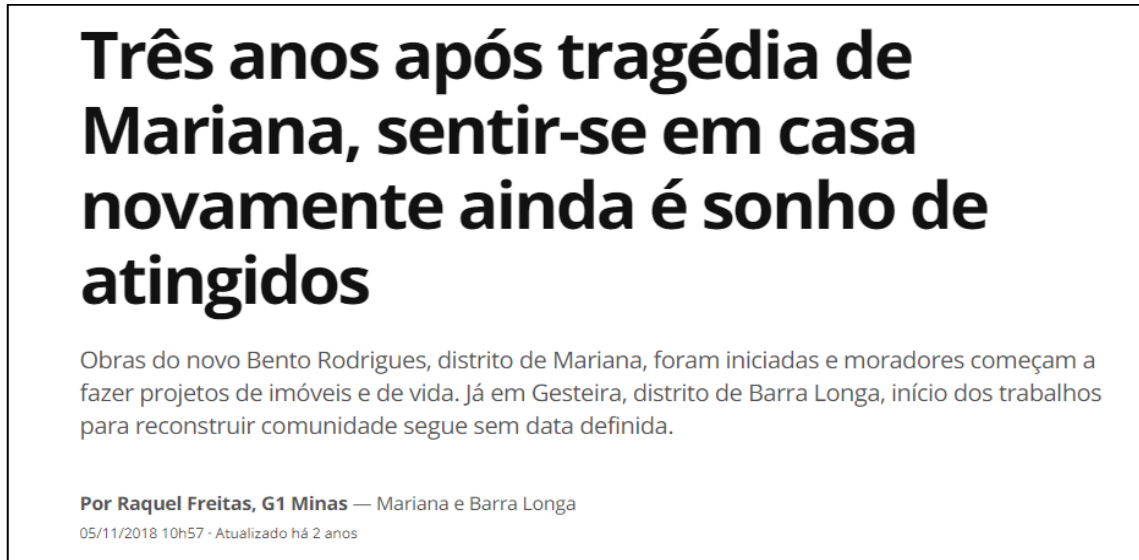 Três anos após tragédia de
Mariana, sentir-se em casa
novamente ainda é sonho de
atingidos
Obras do novo Bento Rodrigues, distrito de Mariana, foram iniciadas e moradores começam a
fazer projetos de imóveis e de vida. Já em Gesteira, distrito de Barra Longa, início dos trabalhos
para reconstruir comunidade segue sem data definida.
Por Raquel Freitas, G1 Minas — Mariana e Barra Longa
05/11/2018 10h57 · Atualizado há 2 anos